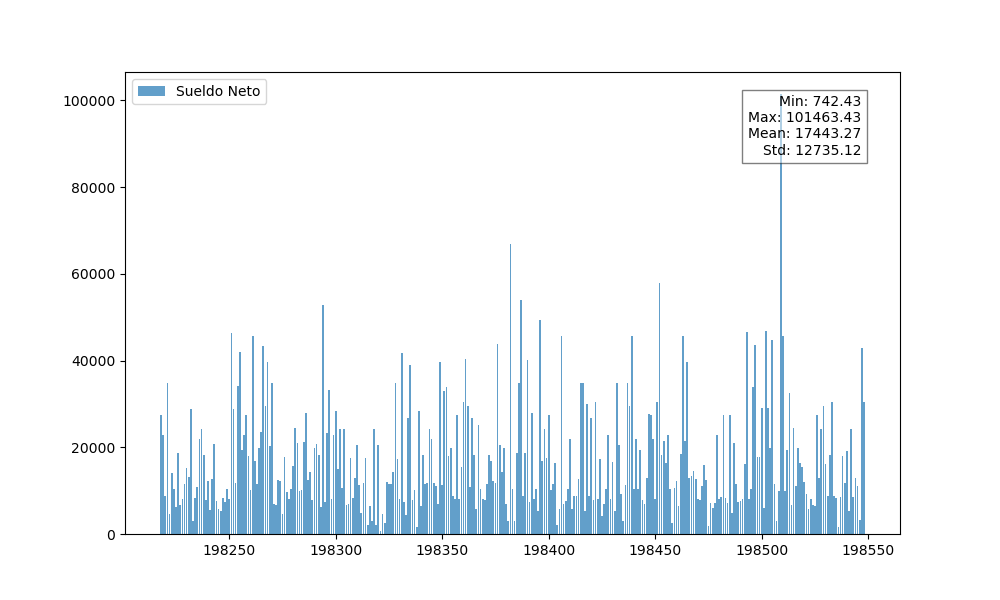 Sueldo Neto
Min: 742.43
Max: 101463.43
Mean: 17443.27
Std: 12735.12
100000
80000
60000
40000
20000
0
198250
198300
198350
198400
198450
198500
198550